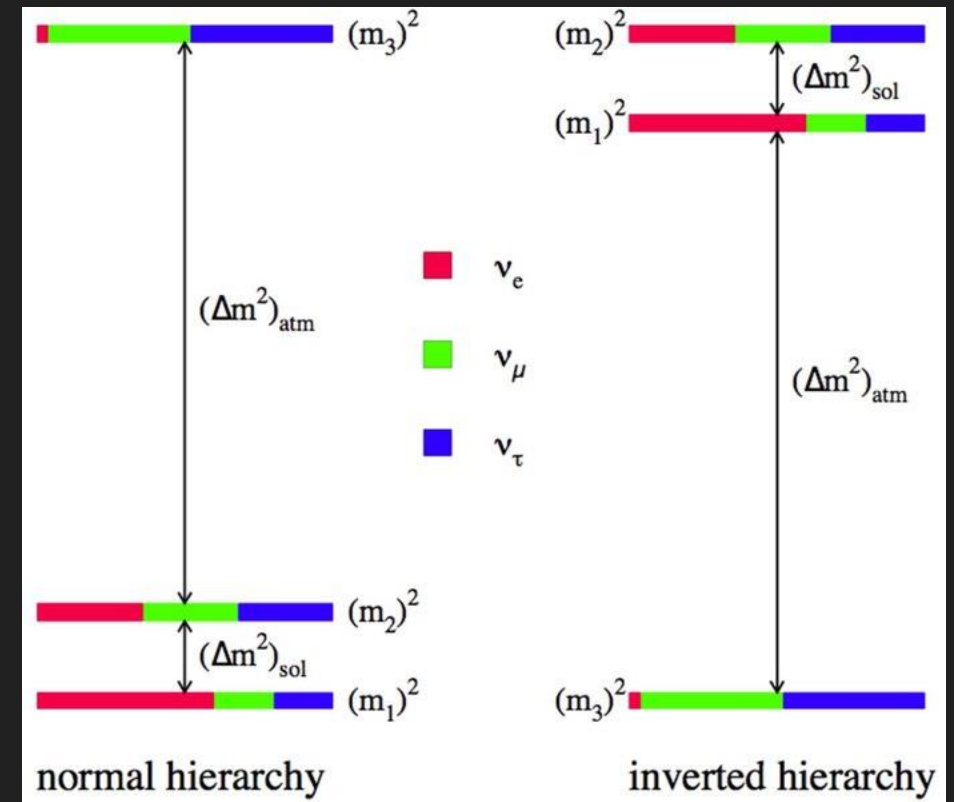 (m₃)²
(Δm²)atm
(m₂)²
(Δm²)sol
(m₁)²
normal hierarchy
νe
νμ
ντ
(m₂)²
(Δm²)sol
(m₁)²
(Δm²)atm
(m₃)²
inverted hierarchy